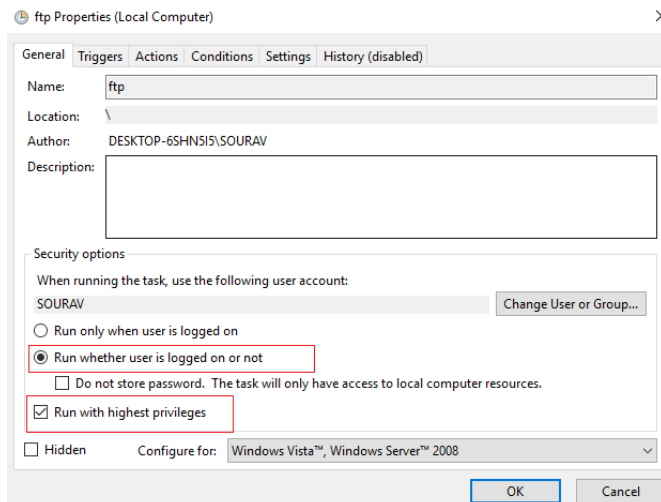 ftp Properties (Local Computer)
General Triggers Actions Conditions Settings History (disabled)
Name: ftp
Location: \
Author: DESKTOP-6SHN5I5\SOURAV
Description:
Security options
When running the task, use the following user account:
SOURAV Change User or Group...
Run only when user is logged on
Run whether user is logged on or not
Do not store password. The task will only have access to local computer resources.
Run with highest privileges
Hidden Configure for: Windows Vista™, Windows Server™ 2008
OK Cancel